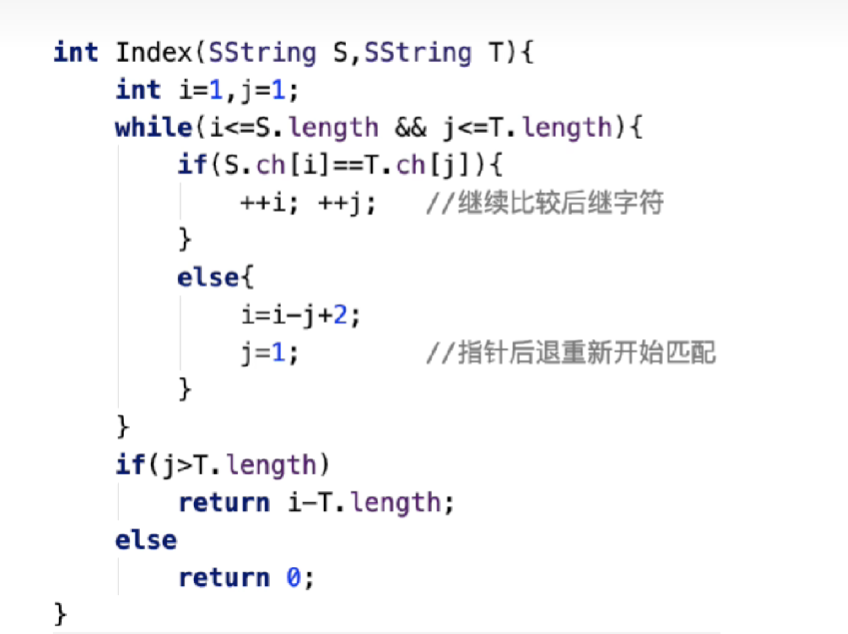 int Index(SString S,SString T){
    int i=1,j=1;
    while(i<=S.length && j<=T.length){
        if(S.ch[i]==T.ch[j]){
            ++i; ++j;   //继续比较后继字符
        }
        else{
            i=i-j+2;
            j=1;        //指针后退重新开始匹配
        }
    }
    if(j>T.length)
        return i-T.length;
    else
        return 0;
}